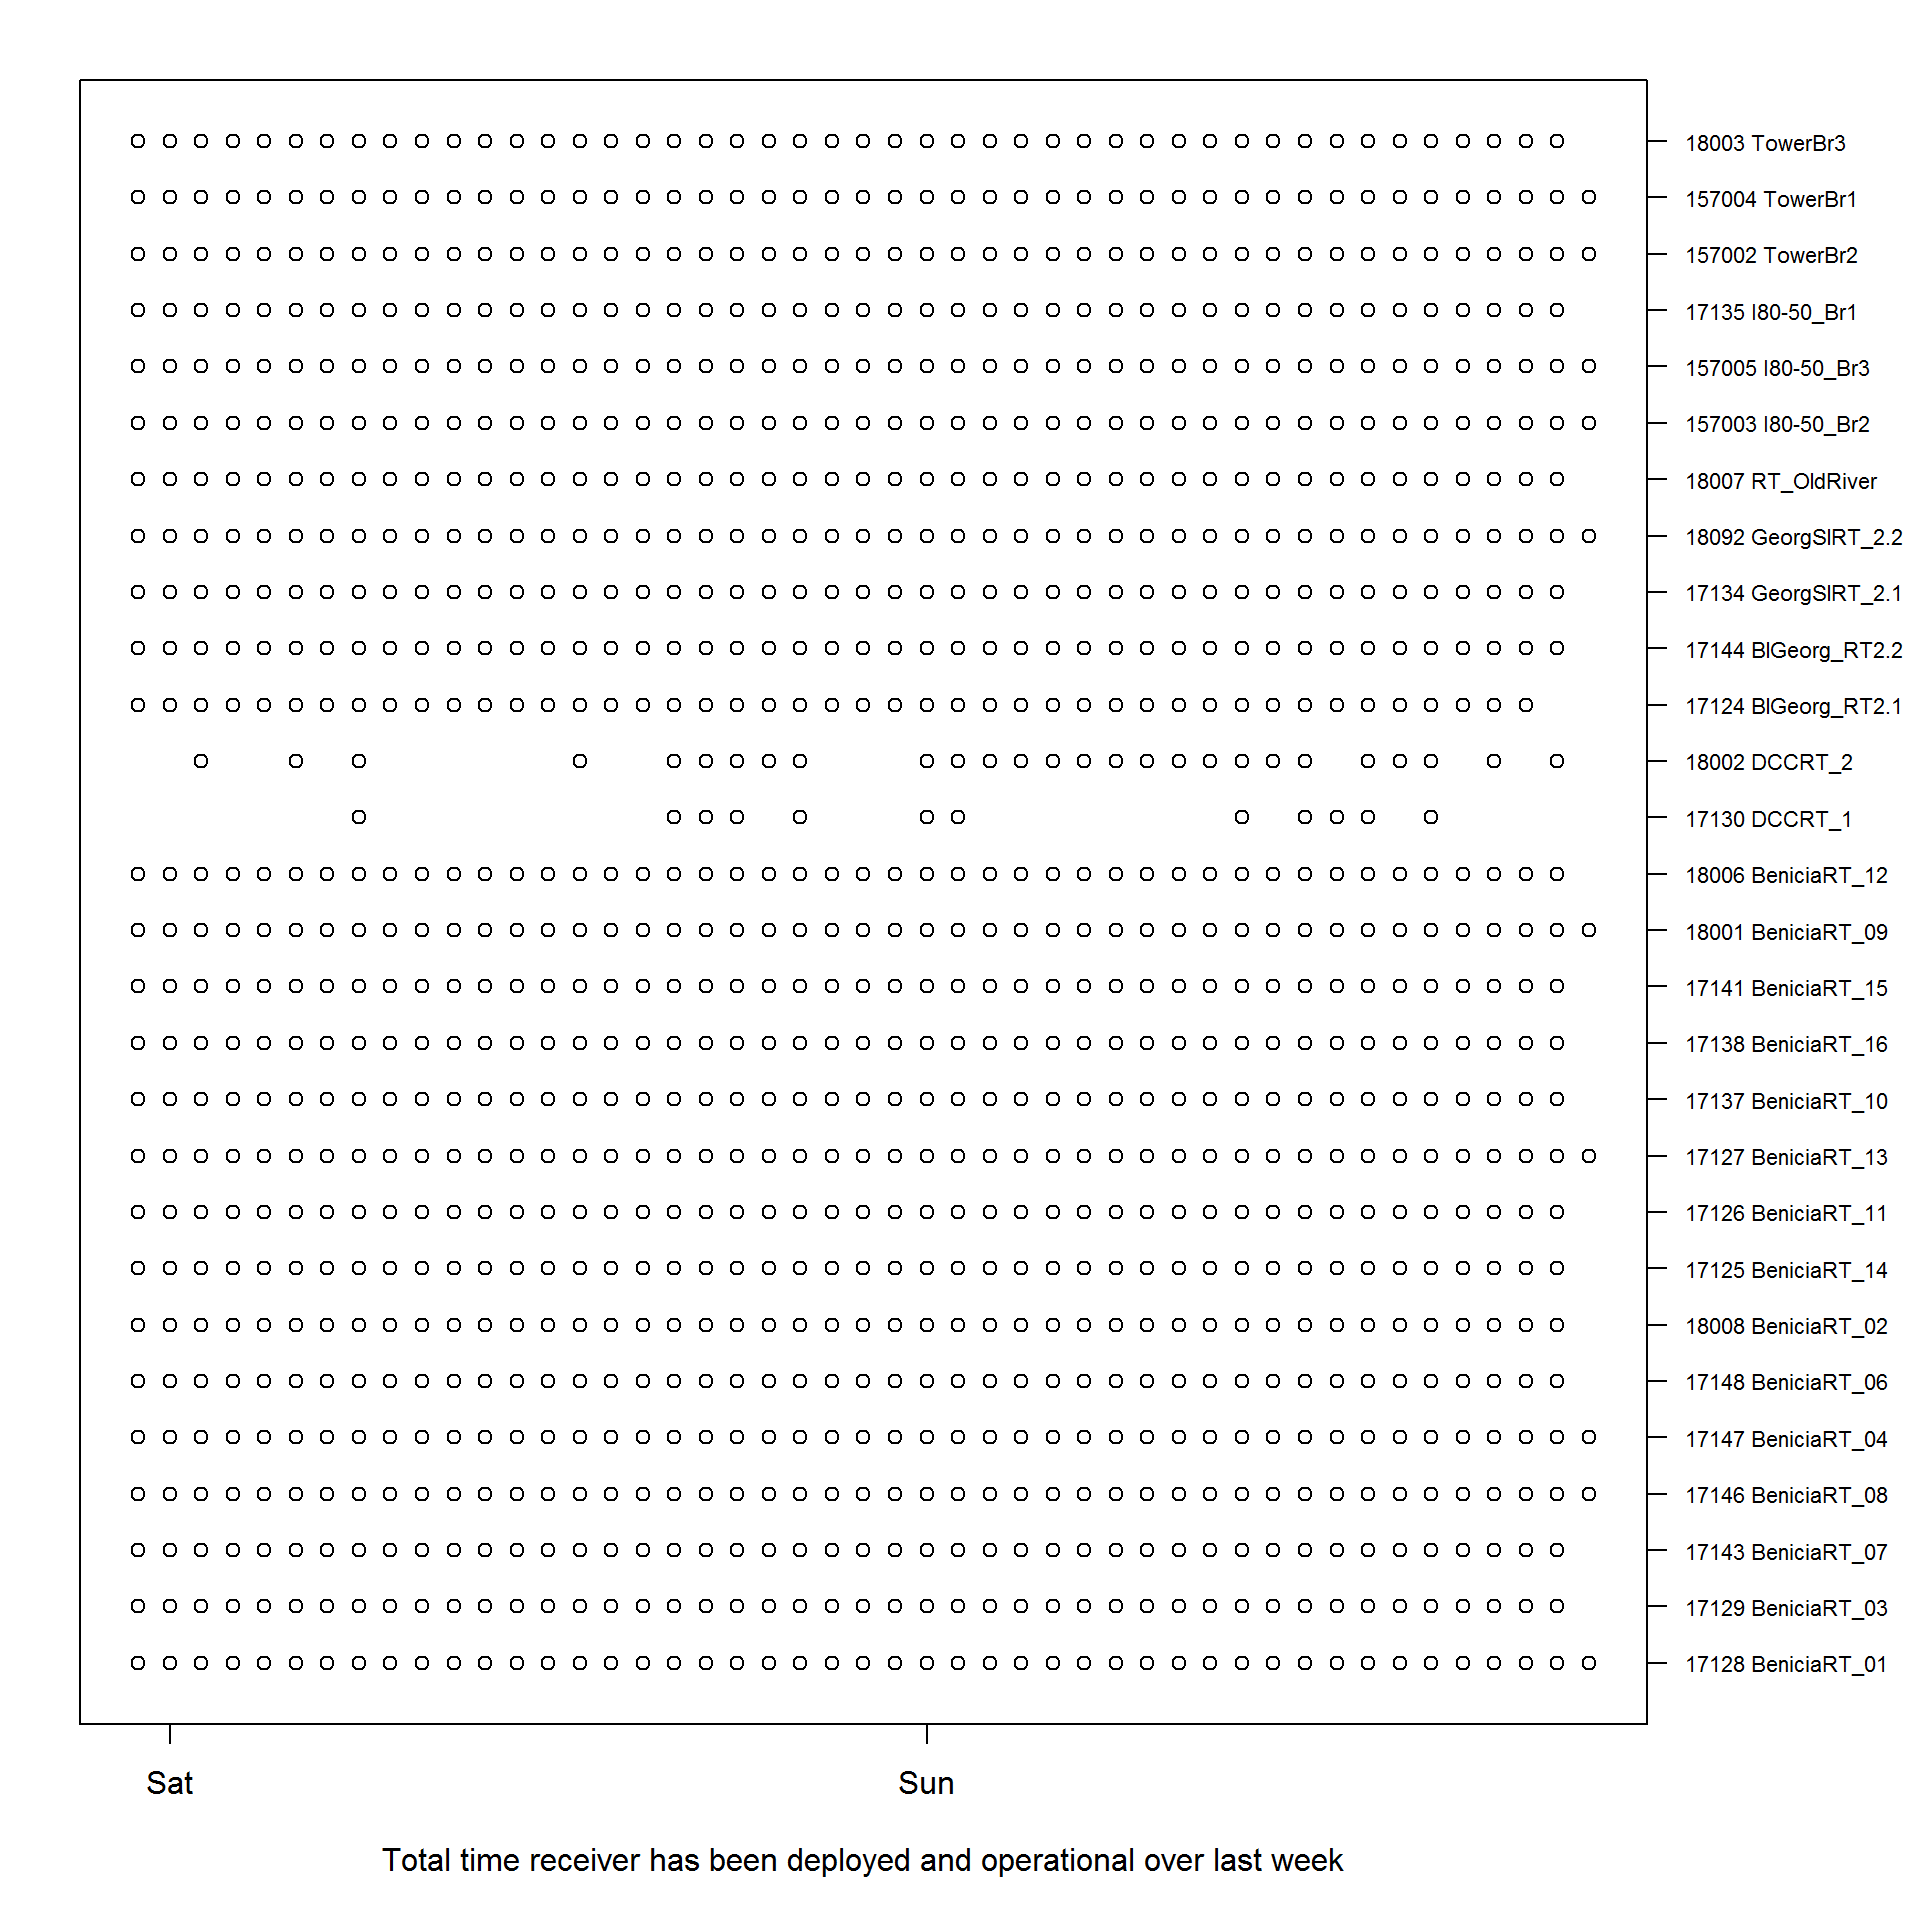 18003 TowerBr3
157004 TowerBr1
157002 TowerBr2
17135 I80-50_Br1
157005 I80-50_Br3
157003 I80-50_Br2
18007 RT_OldRiver
18092 GeorgSlRT_2.2
17134 GeorgSlRT_2.1
17144 BlGeorg_RT2.2
17124 BlGeorg_RT2.1
18002 DCCRT_2
17130 DCCRT_1
18006 BeniciaRT_12
18001 BeniciaRT_09
17141 BeniciaRT_15
17138 BeniciaRT_16
17137 BeniciaRT_10
17127 BeniciaRT_13
17126 BeniciaRT_11
17125 BeniciaRT_14
18008 BeniciaRT_02
17148 BeniciaRT_06
17147 BeniciaRT_04
17146 BeniciaRT_08
17143 BeniciaRT_07
17129 BeniciaRT_03
17128 BeniciaRT_01
Sat Sun
Total time receiver has been deployed and operational over last week